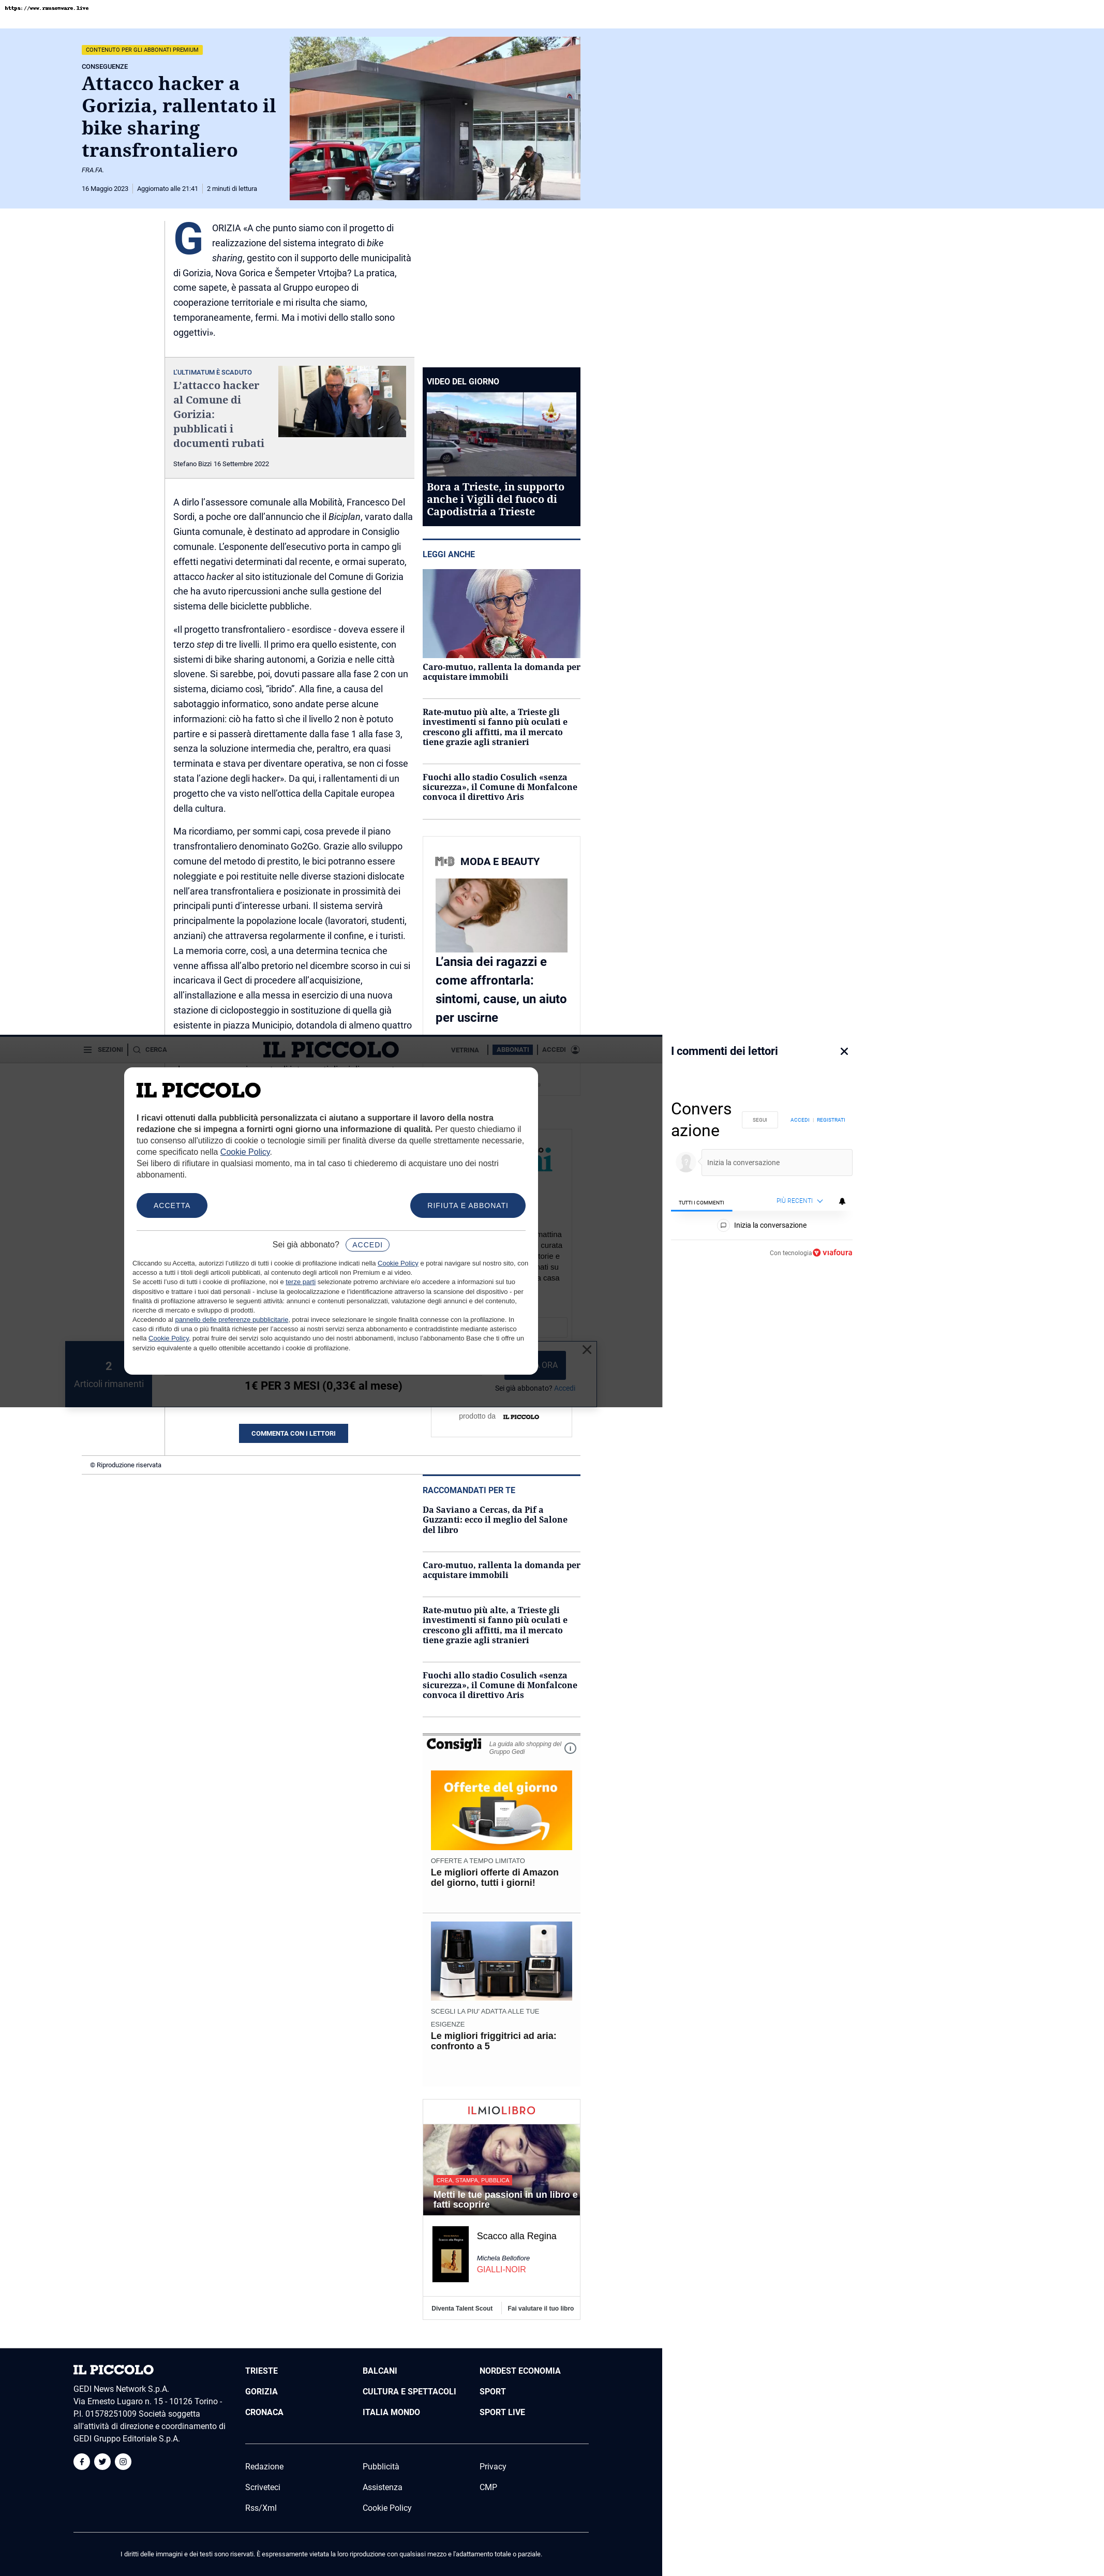 https://www.ransomware.live
CONTENUTO PER GLI ABBONATI PREMIUM
CONSEGUENZE
Attacco hacker a
Gorizia, rallentato il
bike sharing
transfrontaliero
FRA.FA.
16 Maggio 2023
Aggiornato alle 21:41
2 minuti di lettura
GORIZIA «A che punto siamo con il progetto di
realizzazione del sistema integrato di bike
sharing, gestito con il supporto delle municipalità
di Gorizia, Nova Gorica e Šempeter Vrtojba? La pratica,
come sapete, è passata al Gruppo europeo di
cooperazione territoriale e mi risulta che siamo,
temporaneamente, fermi. Ma i motivi dello stallo sono
oggettivi».
L'ULTIMATUM È SCADUTO
L'attacco hacker
al Comune di
Gorizia:
pubblicati i
documenti rubati
Stefano Bizzi 16 Settembre 2022
A dirlo l'assessore comunale alla Mobilità, Francesco Del
Sordi, a poche ore dall'annuncio che il Biciplan, varato dalla
Giunta comunale, è destinato ad approdare in Consiglio
comunale. L'esponente dell'esecutivo porta in campo gli
effetti negativi determinati dal recente, e ormai superato,
attacco hacker al sito istituzionale del Comune di Gorizia
che ha avuto ripercussioni anche sulla gestione del
sistema delle biciclette pubbliche.
«Il progetto transfrontaliero - esordisce - doveva essere il
terzo step di tre livelli. Il primo era quello esistente, con
sistemi di bike sharing autonomi, a Gorizia e nelle città
slovene. Si sarebbe, poi, dovuti passare alla fase 2 con un
sistema, diciamo così, "ibrido". Alla fine, a causa del
sabotaggio informatico, sono andate perse alcune
informazioni: ciò ha fatto sì che il livello 2 non è potuto
partire e si passerà direttamente dalla fase 1 alla fase 3,
senza la soluzione intermedia che, peraltro, era quasi
terminata e stava per diventare operativa, se non ci fosse
stata l'azione degli hacker». Da qui, i rallentamenti di un
progetto che va visto nell'ottica della Capitale europea
della cultura.
Ma ricordiamo, per sommi capi, cosa prevede il piano
transfrontaliero denominato Go2Go. Grazie allo sviluppo
comune del metodo di prestito, le bici potranno essere
noleggiate e poi restituite nelle diverse stazioni dislocate
nell'area transfrontaliera e posizionate in prossimità dei
principali punti d'interesse urbani. Il sistema servirà
principalmente la popolazione locale (lavoratori, studenti,
anziani) che attraversa regolarmente il confine, e i turisti.
La memoria corre, così, a una determina tecnica che
venne affissa all'albo pretorio nel dicembre scorso in cui si
incaricava il Gect di procedere all'acquisizione,
all'installazione e alla messa in esercizio di una nuova
stazione di cicloposteggio in sostituzione di quella già
esistente in piazza Municipio, dotandola di almeno quattro
VIDEO DEL GIORNO
Bora a Trieste, in supporto
anche i Vigili del fuoco di
Capodistria a Trieste
LEGGI ANCHE
Caro-mutuo, rallenta la domanda per
acquistare immobili
Rate-mutuo più alte, a Trieste gli
investimenti si fanno più oculati e
crescono gli affitti, ma il mercato
tiene grazie agli stranieri
Fuochi allo stadio Cosulich «senza
sicurezza», il Comune di Monfalcone
convoca il direttivo Aris
M&B MODA E BEAUTY
L'ansia dei ragazzi e
come affrontarla:
sintomi, cause, un aiuto
per uscirne
SEZIONI
CERCA
IL PICCOLO
VETRINA
ABBONATI
ACCEDI
IL PICCOLO
I ricavi ottenuti dalla pubblicità personalizzata ci aiutano a supportare il lavoro della nostra
redazione che si impegna a fornirti ogni giorno una informazione di qualità. Per questo chiediamo il
tuo consenso all'utilizzo di cookie o tecnologie simili per finalità diverse da quelle strettamente necessarie,
come specificato nella Cookie Policy.
Sei libero di rifiutare in qualsiasi momento, ma in tal caso ti chiederemo di acquistare uno dei nostri
abbonamenti.
ACCETTA
RIFIUTA E ABBONATI
Sei già abbonato? ACCEDI
Cliccando su Accetta, autorizzi l'utilizzo di tutti i cookie di profilazione indicati nella Cookie Policy e potrai navigare sul nostro sito, con
accesso a tutti i titoli degli articoli pubblicati, al contenuto degli articoli non Premium e ai video.
Se accetti l'uso di tutti i cookie di profilazione, noi e terze parti selezionate potremo archiviare e/o accedere a informazioni sul tuo
dispositivo e trattare i tuoi dati personali - incluse la geolocalizzazione e l'identificazione attraverso la scansione del dispositivo - per
finalità di profilazione attraverso le seguenti attività: annunci e contenuti personalizzati, valutazione degli annunci e del contenuto,
ricerche di mercato e sviluppo di prodotti.
Accedendo al pannello delle preferenze pubblicitarie, potrai invece selezionare le singole finalità connesse con la profilazione. In
caso di rifiuto di una o più finalità richieste per l'accesso ai nostri servizi senza abbonamento e contraddistinte mediante asterisco
nella Cookie Policy, potrai fruire dei servizi solo acquistando uno dei nostri abbonamenti, incluso l'abbonamento Base che ti offre un
servizio equivalente a quello ottenibile accettando i cookie di profilazione.
2
Articoli rimanenti
1€ PER 3 MESI (0,33€ al mese)
ORA
Sei già abbonato? Accedi
I commenti dei lettori
Convers
azione
SEGUI
ACCEDI
REGISTRATI
Inizia la conversazione
TUTTI I COMMENTI
PIÙ RECENTI
Inizia la conversazione
Con tecnologia viafoura
prodotto da IL PICCOLO
COMMENTA CON I LETTORI
© Riproduzione riservata
RACCOMANDATI PER TE
Da Saviano a Cercas, da Pif a
Guzzanti: ecco il meglio del Salone
del libro
Caro-mutuo, rallenta la domanda per
acquistare immobili
Rate-mutuo più alte, a Trieste gli
investimenti si fanno più oculati e
crescono gli affitti, ma il mercato
tiene grazie agli stranieri
Fuochi allo stadio Cosulich «senza
sicurezza», il Comune di Monfalcone
convoca il direttivo Aris
Consigli
La guida allo shopping del
Gruppo Gedi
Offerte del giorno
OFFERTE A TEMPO LIMITATO
Le migliori offerte di Amazon
del giorno, tutti i giorni!
SCEGLI LA PIU' ADATTA ALLE TUE
ESIGENZE
Le migliori friggitrici ad aria:
confronto a 5
ILMIOLIBRO
CREA, STAMPA, PUBBLICA
Metti le tue passioni in un libro e
fatti scoprire
Scacco alla Regina
Michela Bellofiore
GIALLI-NOIR
Diventa Talent Scout
Fai valutare il tuo libro
IL PICCOLO
GEDI News Network S.p.A.
Via Ernesto Lugaro n. 15 - 10126 Torino -
P.I. 01578251009 Società soggetta
all'attività di direzione e coordinamento di
GEDI Gruppo Editoriale S.p.A.
TRIESTE
BALCANI
NORDEST ECONOMIA
GORIZIA
CULTURA E SPETTACOLI
SPORT
CRONACA
ITALIA MONDO
SPORT LIVE
Redazione
Pubblicità
Privacy
Scriveteci
Assistenza
CMP
Rss/Xml
Cookie Policy
I diritti delle immagini e dei testi sono riservati. È espressamente vietata la loro riproduzione con qualsiasi mezzo e l'adattamento totale o parziale.